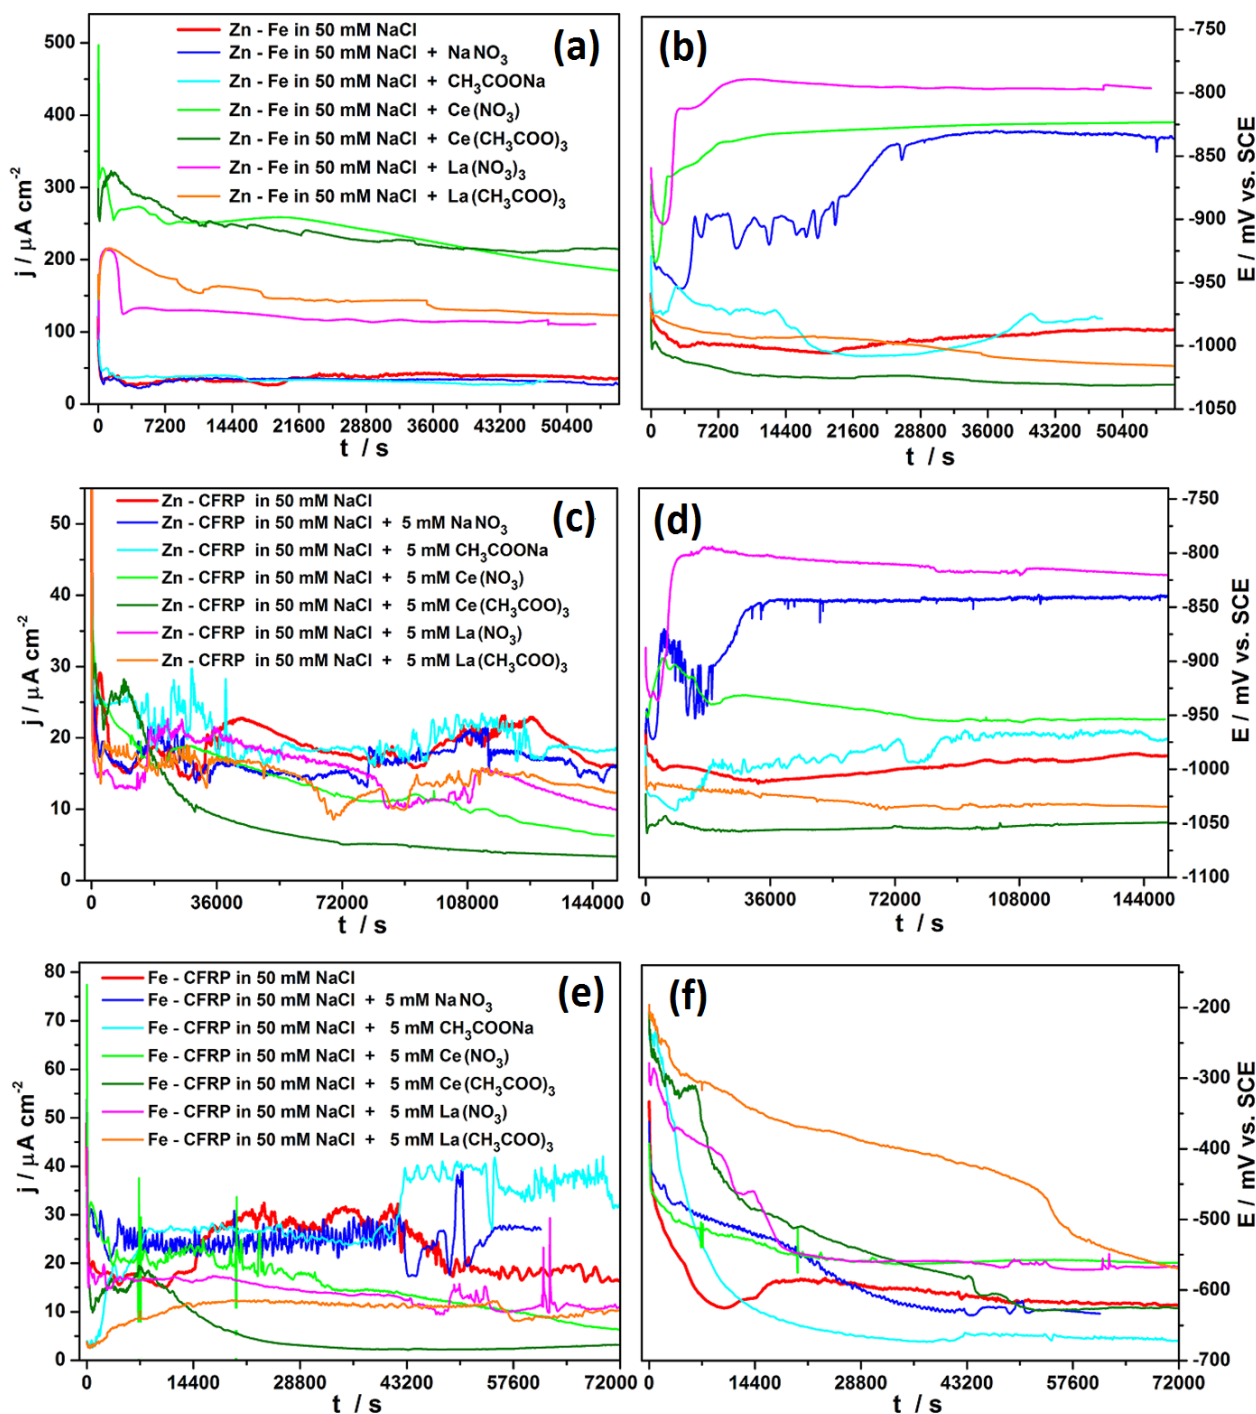 (a)
Zn - Fe in 50 mM NaCl
Zn - Fe in 50 mM NaCl + NaNO₃
Zn - Fe in 50 mM NaCl + CH₃COONa
Zn - Fe in 50 mM NaCl + Ce(NO₃)
Zn - Fe in 50 mM NaCl + Ce(CH₃COO)₃
Zn - Fe in 50 mM NaCl + La(NO₃)₃
Zn - Fe in 50 mM NaCl + La(CH₃COO)₃
j / μA cm⁻²
500
400
300
200
100
0
0 7200 14400 21600 28800 36000 43200 50400
t / s
(b)
-750
-800
-850
-900
-950
-1000
-1050
E / mV vs. SCE
0 7200 14400 21600 28800 36000 43200 50400
t / s
(c)
Zn - CFRP in 50 mM NaCl
Zn - CFRP in 50 mM NaCl + 5 mM NaNO₃
Zn - CFRP in 50 mM NaCl + 5 mM CH₃COONa
Zn - CFRP in 50 mM NaCl + 5 mM Ce(NO₃)
Zn - CFRP in 50 mM NaCl + 5 mM Ce(CH₃COO)₃
Zn - CFRP in 50 mM NaCl + 5 mM La(NO₃)
Zn - CFRP in 50 mM NaCl + 5 mM La(CH₃COO)₃
j / μA cm⁻²
50
40
30
20
10
0
0 36000 72000 108000 144000
t / s
(d)
-750
-800
-850
-900
-950
-1000
-1050
-1100
E / mV vs. SCE
0 36000 72000 108000 144000
t / s
(e)
Fe - CFRP in 50 mM NaCl
Fe - CFRP in 50 mM NaCl + 5 mM NaNO₃
Fe - CFRP in 50 mM NaCl + 5 mM CH₃COONa
Fe - CFRP in 50 mM NaCl + 5 mM Ce(NO₃)
Fe - CFRP in 50 mM NaCl + 5 mM Ce(CH₃COO)₃
Fe - CFRP in 50 mM NaCl + 5 mM La(NO₃)
Fe - CFRP in 50 mM NaCl + 5 mM La(CH₃COO)₃
j / μA cm⁻²
80
70
60
50
40
30
20
10
0
0 14400 28800 43200 57600 72000
t / s
(f)
-200
-300
-400
-500
-600
-700
E / mV vs. SCE
0 14400 28800 43200 57600 72000
t / s